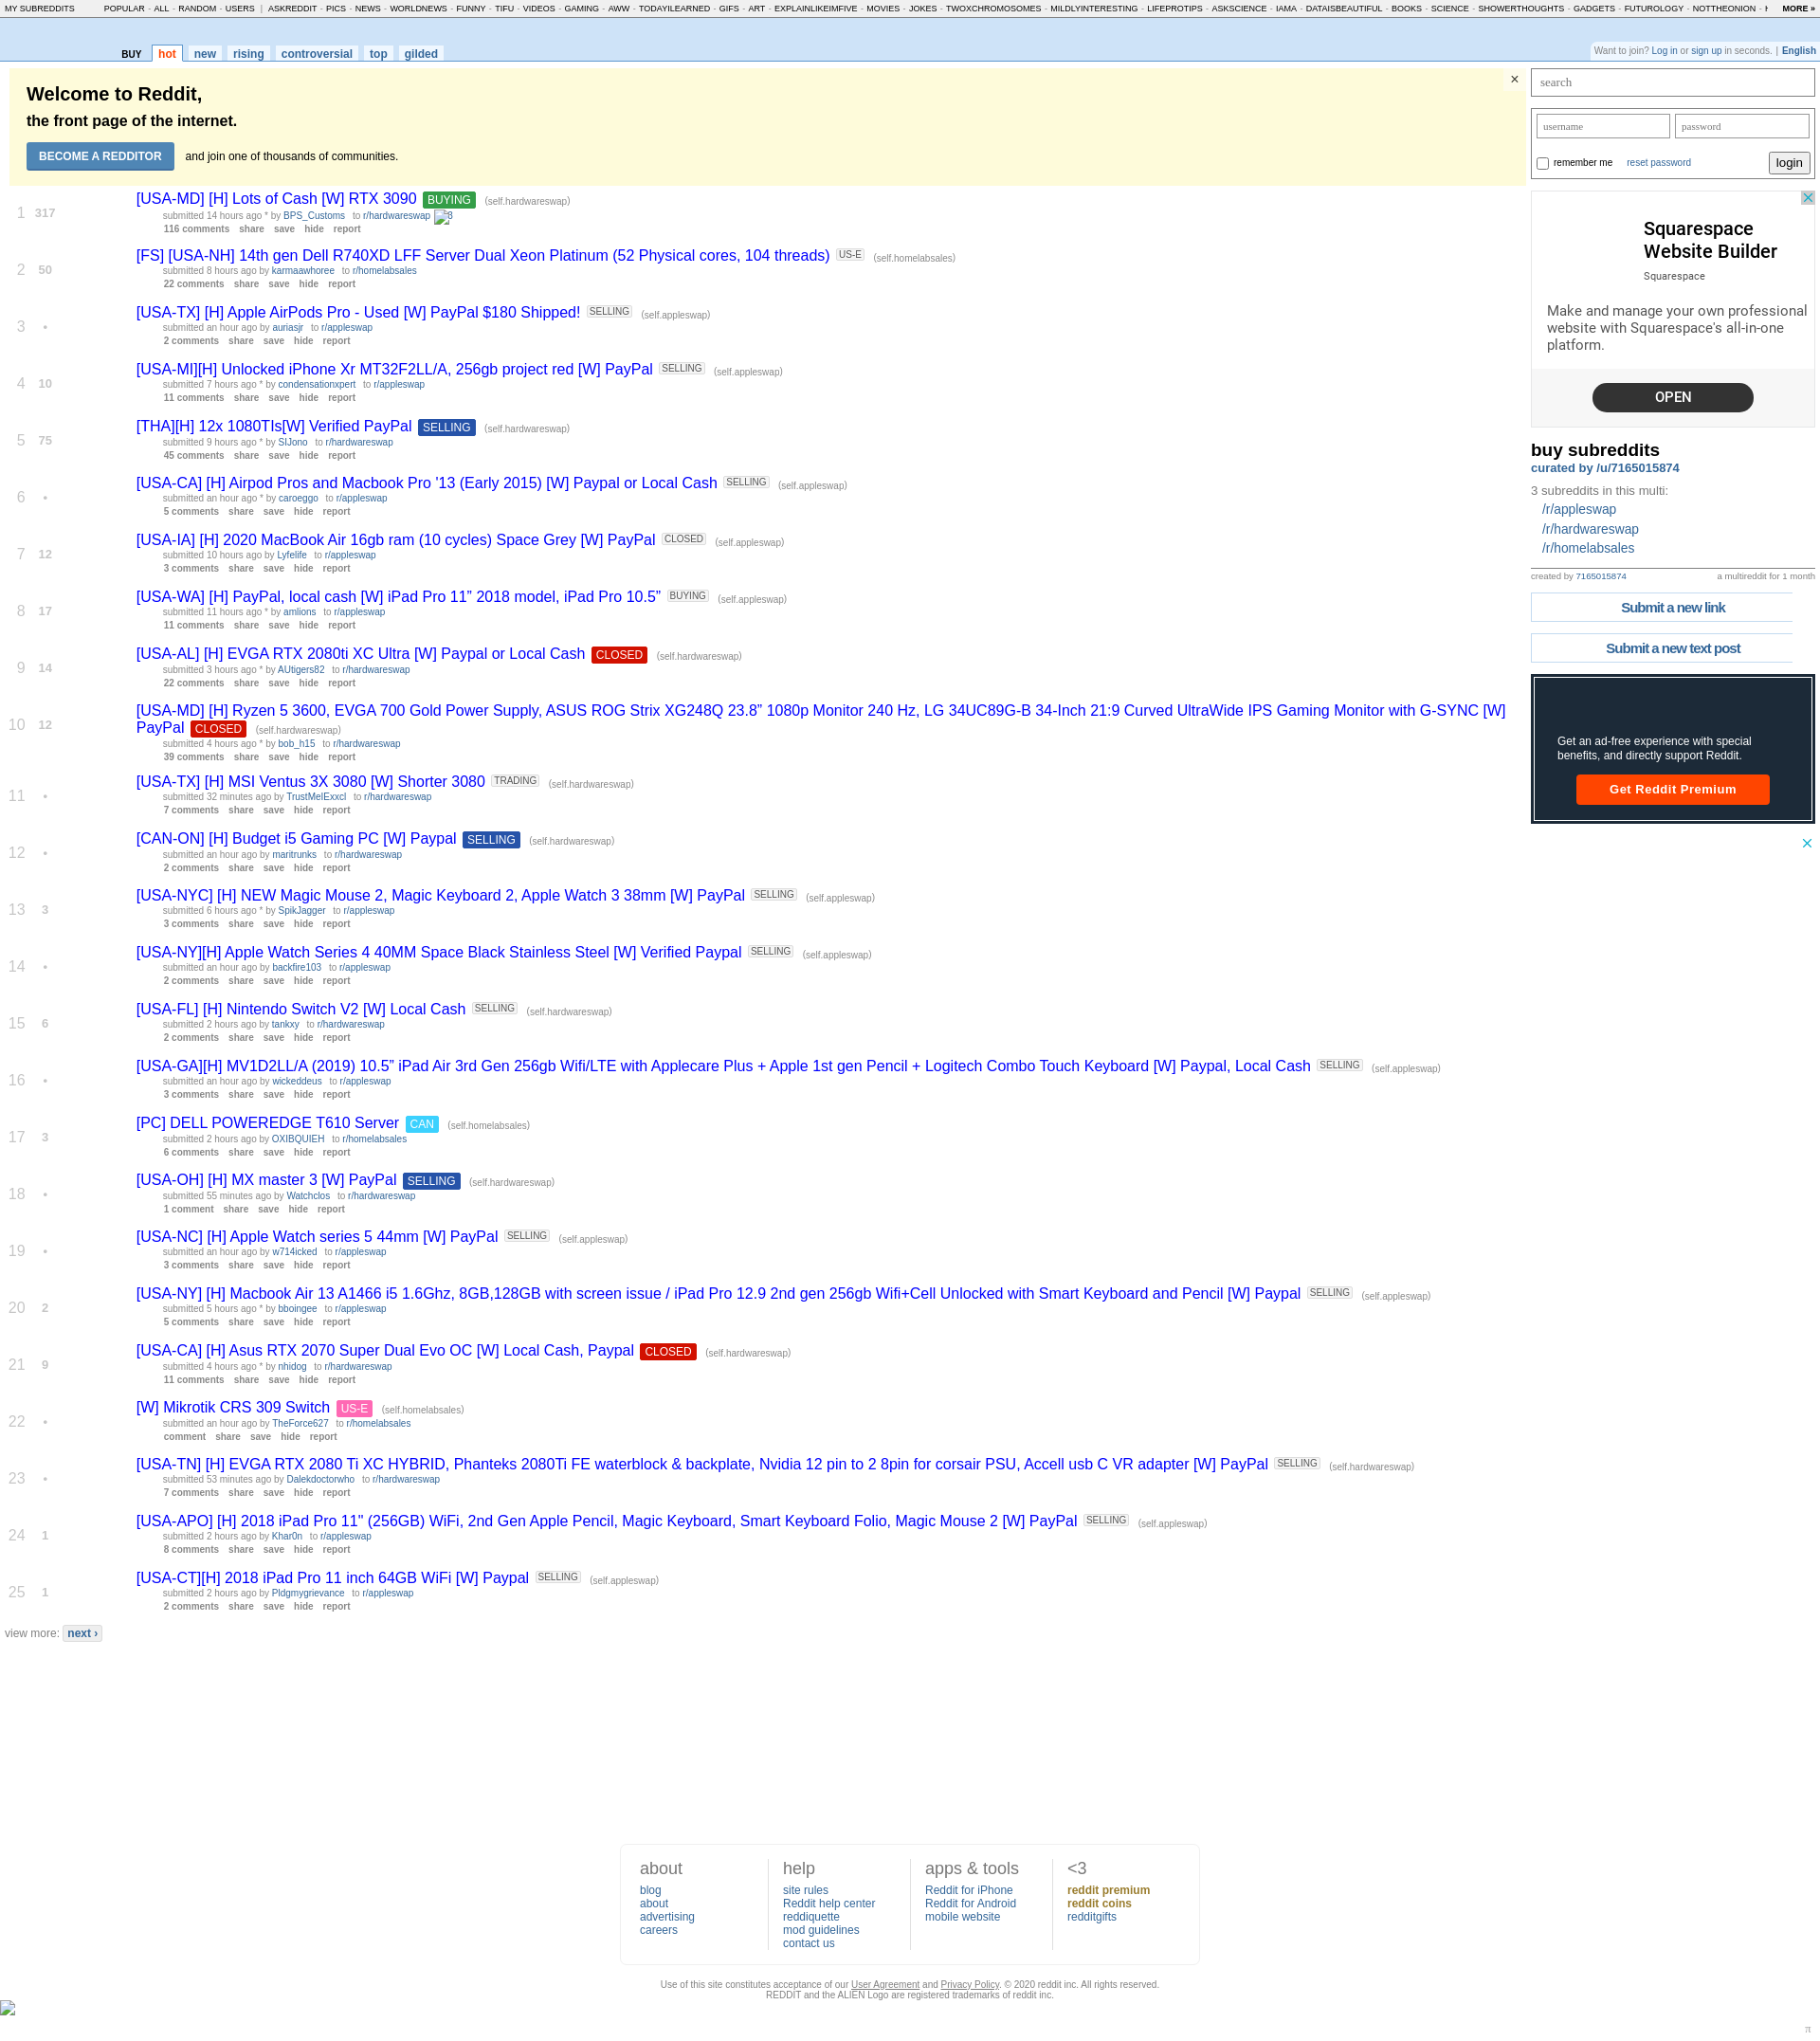 MY SUBREDDITS POPULAR - ALL - RANDOM - USERS | ASKREDDIT - PICS - NEWS - WORLDNEWS - FUNNY - TIFU - VIDEOS - GAMING - AWW - TODAYILEARNED - GIFS - ART - EXPLAINLIKEIMFIVE - MOVIES - JOKES - TWOXCHROMOSOMES - MILDLYINTERESTING - LIFEPROTIPS - ASKSCIENCE - IAMA - DATAISBEAUTIFUL - BOOKS - SCIENCE - SHOWERTHOUGHTS - GADGETS - FUTUROLOGY - NOTTHEONION - MORE »
BUY hot new rising controversial top gilded
Want to join? Log in or sign up in seconds. | English
Welcome to Reddit,
the front page of the internet.
BECOME A REDDITOR and join one of thousands of communities.
×
1 317 [USA-MD] [H] Lots of Cash [W] RTX 3090 BUYING (self.hardwareswap)
submitted 14 hours ago * by BPS_Customs to r/hardwareswap
116 comments share save hide report
2 50 [FS] [USA-NH] 14th gen Dell R740XD LFF Server Dual Xeon Platinum (52 Physical cores, 104 threads) US-E (self.homelabsales)
submitted 8 hours ago by karmaawhoree to r/homelabsales
22 comments share save hide report
3 • [USA-TX] [H] Apple AirPods Pro - Used [W] PayPal $180 Shipped! SELLING (self.appleswap)
submitted an hour ago by auriasjr to r/appleswap
2 comments share save hide report
4 10 [USA-MI][H] Unlocked iPhone Xr MT32F2LL/A, 256gb project red [W] PayPal SELLING (self.appleswap)
submitted 7 hours ago * by condensationxpert to r/appleswap
11 comments share save hide report
5 75 [THA][H] 12x 1080TIs[W] Verified PayPal SELLING (self.hardwareswap)
submitted 9 hours ago * by SIJono to r/hardwareswap
45 comments share save hide report
6 • [USA-CA] [H] Airpod Pros and Macbook Pro '13 (Early 2015) [W] Paypal or Local Cash SELLING (self.appleswap)
submitted an hour ago * by caroeggo to r/appleswap
5 comments share save hide report
7 12 [USA-IA] [H] 2020 MacBook Air 16gb ram (10 cycles) Space Grey [W] PayPal CLOSED (self.appleswap)
submitted 10 hours ago by Lyfelife to r/appleswap
3 comments share save hide report
8 17 [USA-WA] [H] PayPal, local cash [W] iPad Pro 11” 2018 model, iPad Pro 10.5” BUYING (self.appleswap)
submitted 11 hours ago * by amlions to r/appleswap
11 comments share save hide report
9 14 [USA-AL] [H] EVGA RTX 2080ti XC Ultra [W] Paypal or Local Cash CLOSED (self.hardwareswap)
submitted 3 hours ago * by AUtigers82 to r/hardwareswap
22 comments share save hide report
10 12 [USA-MD] [H] Ryzen 5 3600, EVGA 700 Gold Power Supply, ASUS ROG Strix XG248Q 23.8” 1080p Monitor 240 Hz, LG 34UC89G-B 34-Inch 21:9 Curved UltraWide IPS Gaming Monitor with G-SYNC [W]
PayPal CLOSED (self.hardwareswap)
submitted 4 hours ago * by bob_h15 to r/hardwareswap
39 comments share save hide report
11 • [USA-TX] [H] MSI Ventus 3X 3080 [W] Shorter 3080 TRADING (self.hardwareswap)
submitted 32 minutes ago by TrustMeIExxcl to r/hardwareswap
7 comments share save hide report
12 • [CAN-ON] [H] Budget i5 Gaming PC [W] Paypal SELLING (self.hardwareswap)
submitted an hour ago by maritrunks to r/hardwareswap
2 comments share save hide report
13 3 [USA-NYC] [H] NEW Magic Mouse 2, Magic Keyboard 2, Apple Watch 3 38mm [W] PayPal SELLING (self.appleswap)
submitted 6 hours ago * by SpikJagger to r/appleswap
3 comments share save hide report
14 • [USA-NY][H] Apple Watch Series 4 40MM Space Black Stainless Steel [W] Verified Paypal SELLING (self.appleswap)
submitted an hour ago by backfire103 to r/appleswap
2 comments share save hide report
15 6 [USA-FL] [H] Nintendo Switch V2 [W] Local Cash SELLING (self.hardwareswap)
submitted 2 hours ago by tankxy to r/hardwareswap
2 comments share save hide report
16 • [USA-GA][H] MV1D2LL/A (2019) 10.5” iPad Air 3rd Gen 256gb Wifi/LTE with Applecare Plus + Apple 1st gen Pencil + Logitech Combo Touch Keyboard [W] Paypal, Local Cash SELLING (self.appleswap)
submitted an hour ago by wickeddeus to r/appleswap
3 comments share save hide report
17 3 [PC] DELL POWEREDGE T610 Server CAN (self.homelabsales)
submitted 2 hours ago by OXIBQUIEH to r/homelabsales
6 comments share save hide report
18 • [USA-OH] [H] MX master 3 [W] PayPal SELLING (self.hardwareswap)
submitted 55 minutes ago by Watchclos to r/hardwareswap
1 comment share save hide report
19 • [USA-NC] [H] Apple Watch series 5 44mm [W] PayPal SELLING (self.appleswap)
submitted an hour ago by w714icked to r/appleswap
3 comments share save hide report
20 2 [USA-NY] [H] Macbook Air 13 A1466 i5 1.6Ghz, 8GB,128GB with screen issue / iPad Pro 12.9 2nd gen 256gb Wifi+Cell Unlocked with Smart Keyboard and Pencil [W] Paypal SELLING (self.appleswap)
submitted 5 hours ago * by bboingee to r/appleswap
5 comments share save hide report
21 9 [USA-CA] [H] Asus RTX 2070 Super Dual Evo OC [W] Local Cash, Paypal CLOSED (self.hardwareswap)
submitted 4 hours ago * by nhidog to r/hardwareswap
11 comments share save hide report
22 • [W] Mikrotik CRS 309 Switch US-E (self.homelabsales)
submitted an hour ago by TheForce627 to r/homelabsales
comment share save hide report
23 • [USA-TN] [H] EVGA RTX 2080 Ti XC HYBRID, Phanteks 2080Ti FE waterblock & backplate, Nvidia 12 pin to 2 8pin for corsair PSU, Accell usb C VR adapter [W] PayPal SELLING (self.hardwareswap)
submitted 53 minutes ago by Dalekdoctorwho to r/hardwareswap
7 comments share save hide report
24 1 [USA-APO] [H] 2018 iPad Pro 11" (256GB) WiFi, 2nd Gen Apple Pencil, Magic Keyboard, Smart Keyboard Folio, Magic Mouse 2 [W] PayPal SELLING (self.appleswap)
submitted 2 hours ago by Khar0n to r/appleswap
8 comments share save hide report
25 1 [USA-CT][H] 2018 iPad Pro 11 inch 64GB WiFi [W] Paypal SELLING (self.appleswap)
submitted 2 hours ago by Pldgmygrievance to r/appleswap
2 comments share save hide report
view more: next ›
search
username password
remember me reset password login
Squarespace
Website Builder
Squarespace
Make and manage your own professional
website with Squarespace's all-in-one
platform.
OPEN
buy subreddits
curated by /u/7165015874
3 subreddits in this multi:
/r/appleswap
/r/hardwareswap
/r/homelabsales
created by 7165015874 a multireddit for 1 month
Submit a new link
Submit a new text post
Get an ad-free experience with special
benefits, and directly support Reddit.
Get Reddit Premium
about
blog
about
advertising
careers
help
site rules
Reddit help center
reddiquette
mod guidelines
contact us
apps & tools
Reddit for iPhone
Reddit for Android
mobile website
<3
reddit premium
reddit coins
redditgifts
Use of this site constitutes acceptance of our User Agreement and Privacy Policy. © 2020 reddit inc. All rights reserved.
REDDIT and the ALIEN Logo are registered trademarks of reddit inc.
π